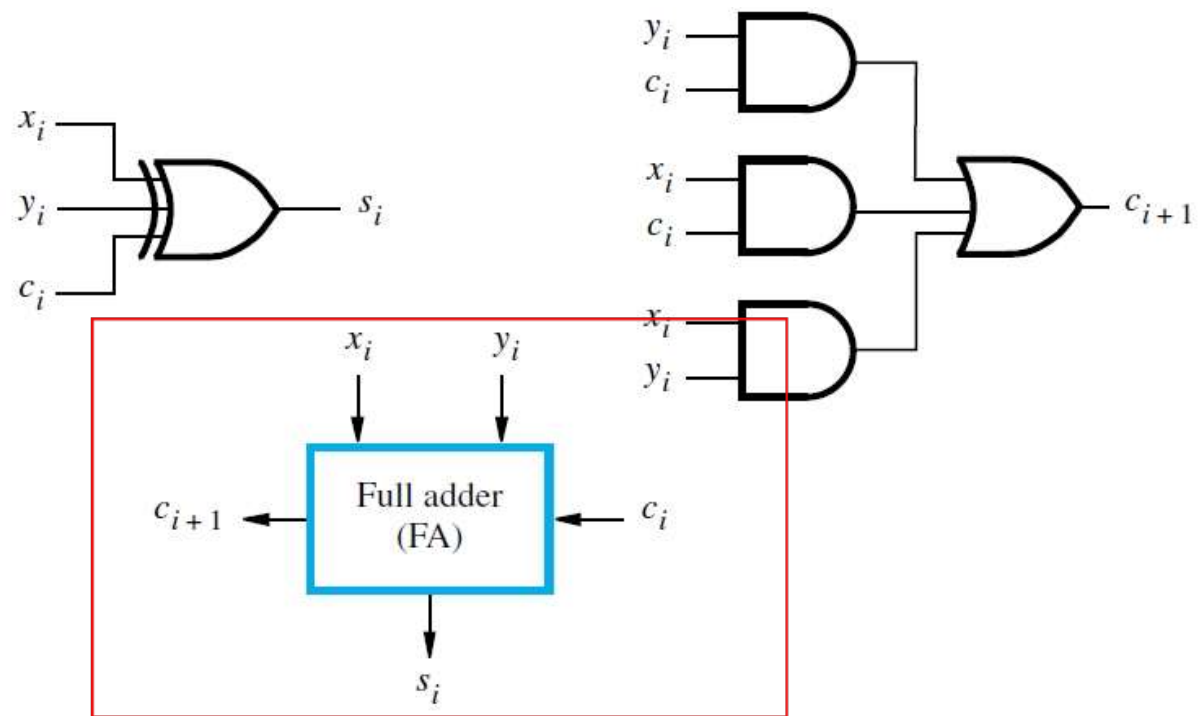 x_i
y_i
c_i
s_i
y_i
c_i
x_i
c_i
x_i
y_i
c_{i+1}
x_i y_i
Full adder
(FA)
c_{i+1}
c_i
s_i